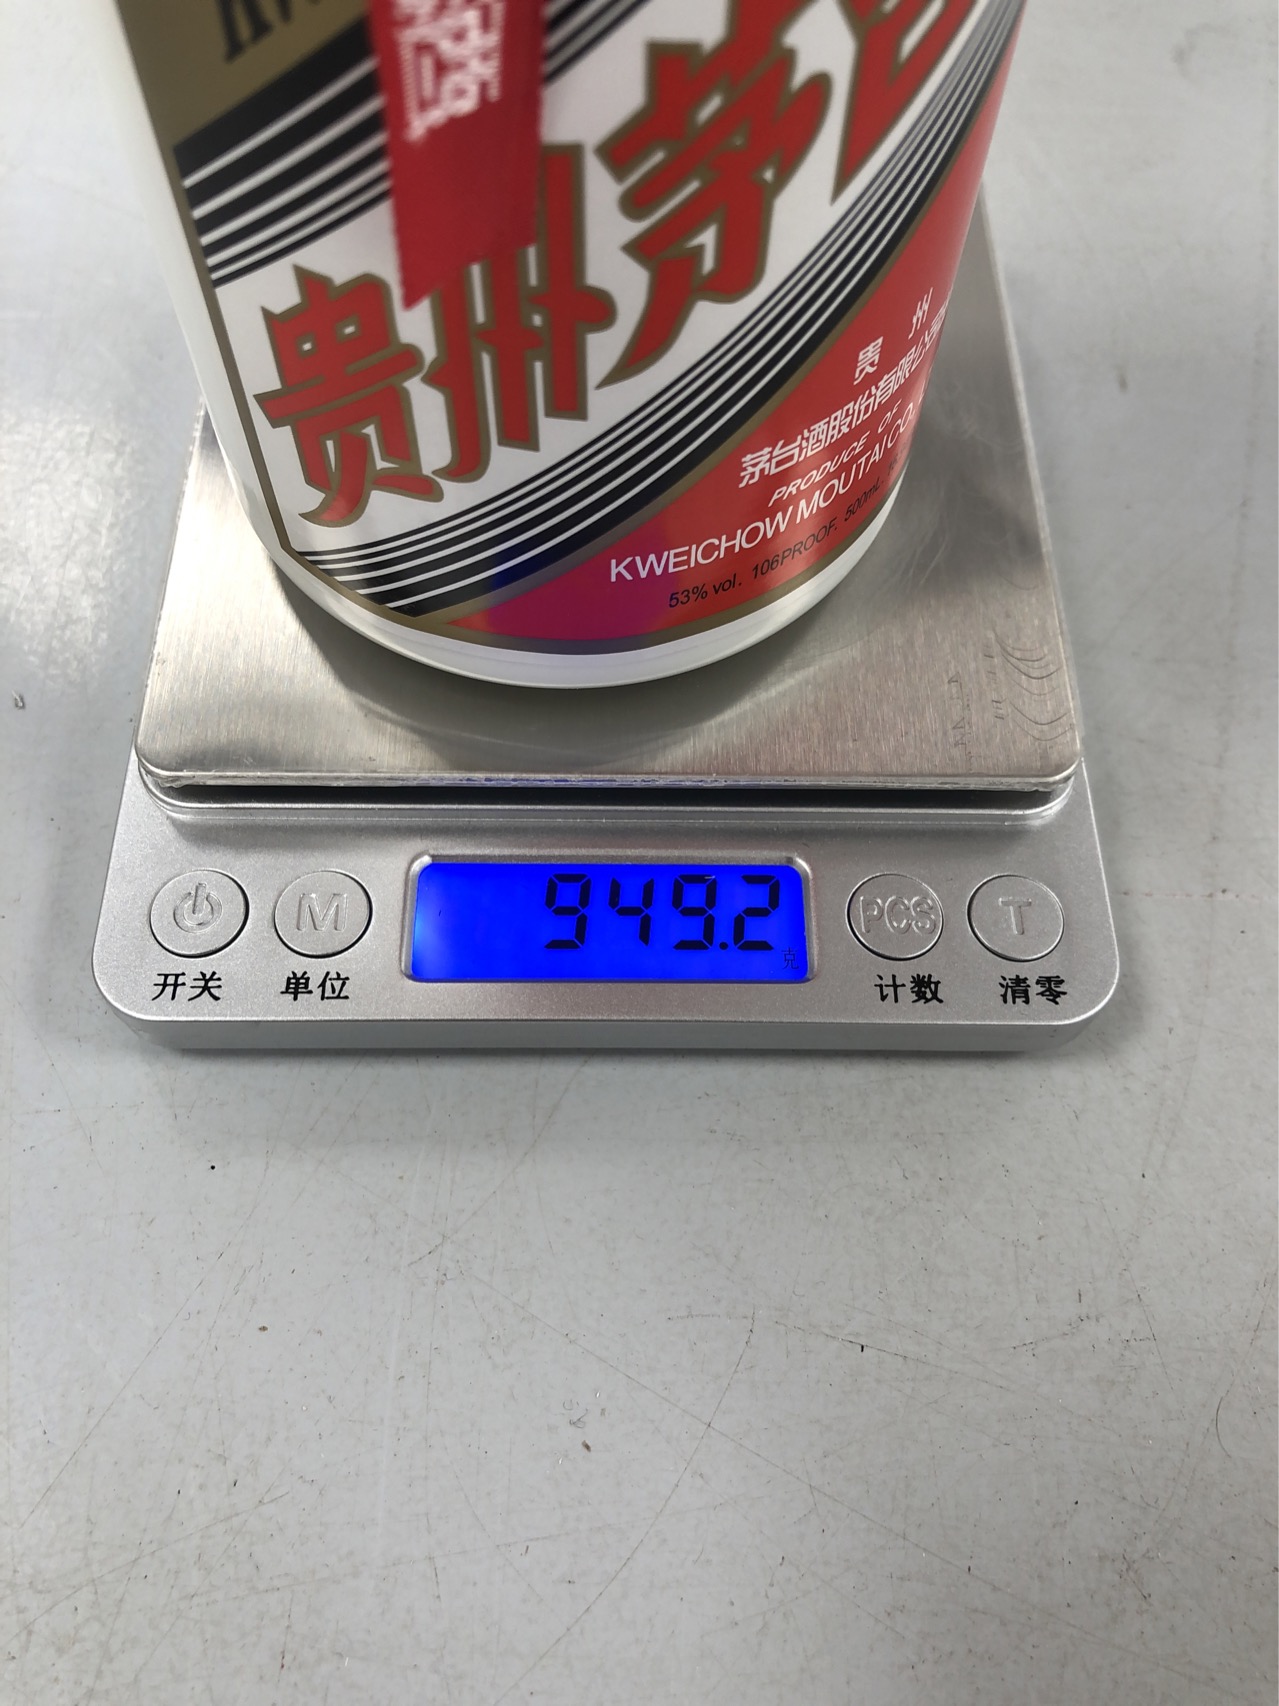 贵州茅台
贵州
茅台酒股份有限公司
PRODUCE OF
KWEICHOW MOUTAI CO.
53% vol. 106PROOF. 500mL
949.2
克
M
PCS
T
开关
单位
计数
清零